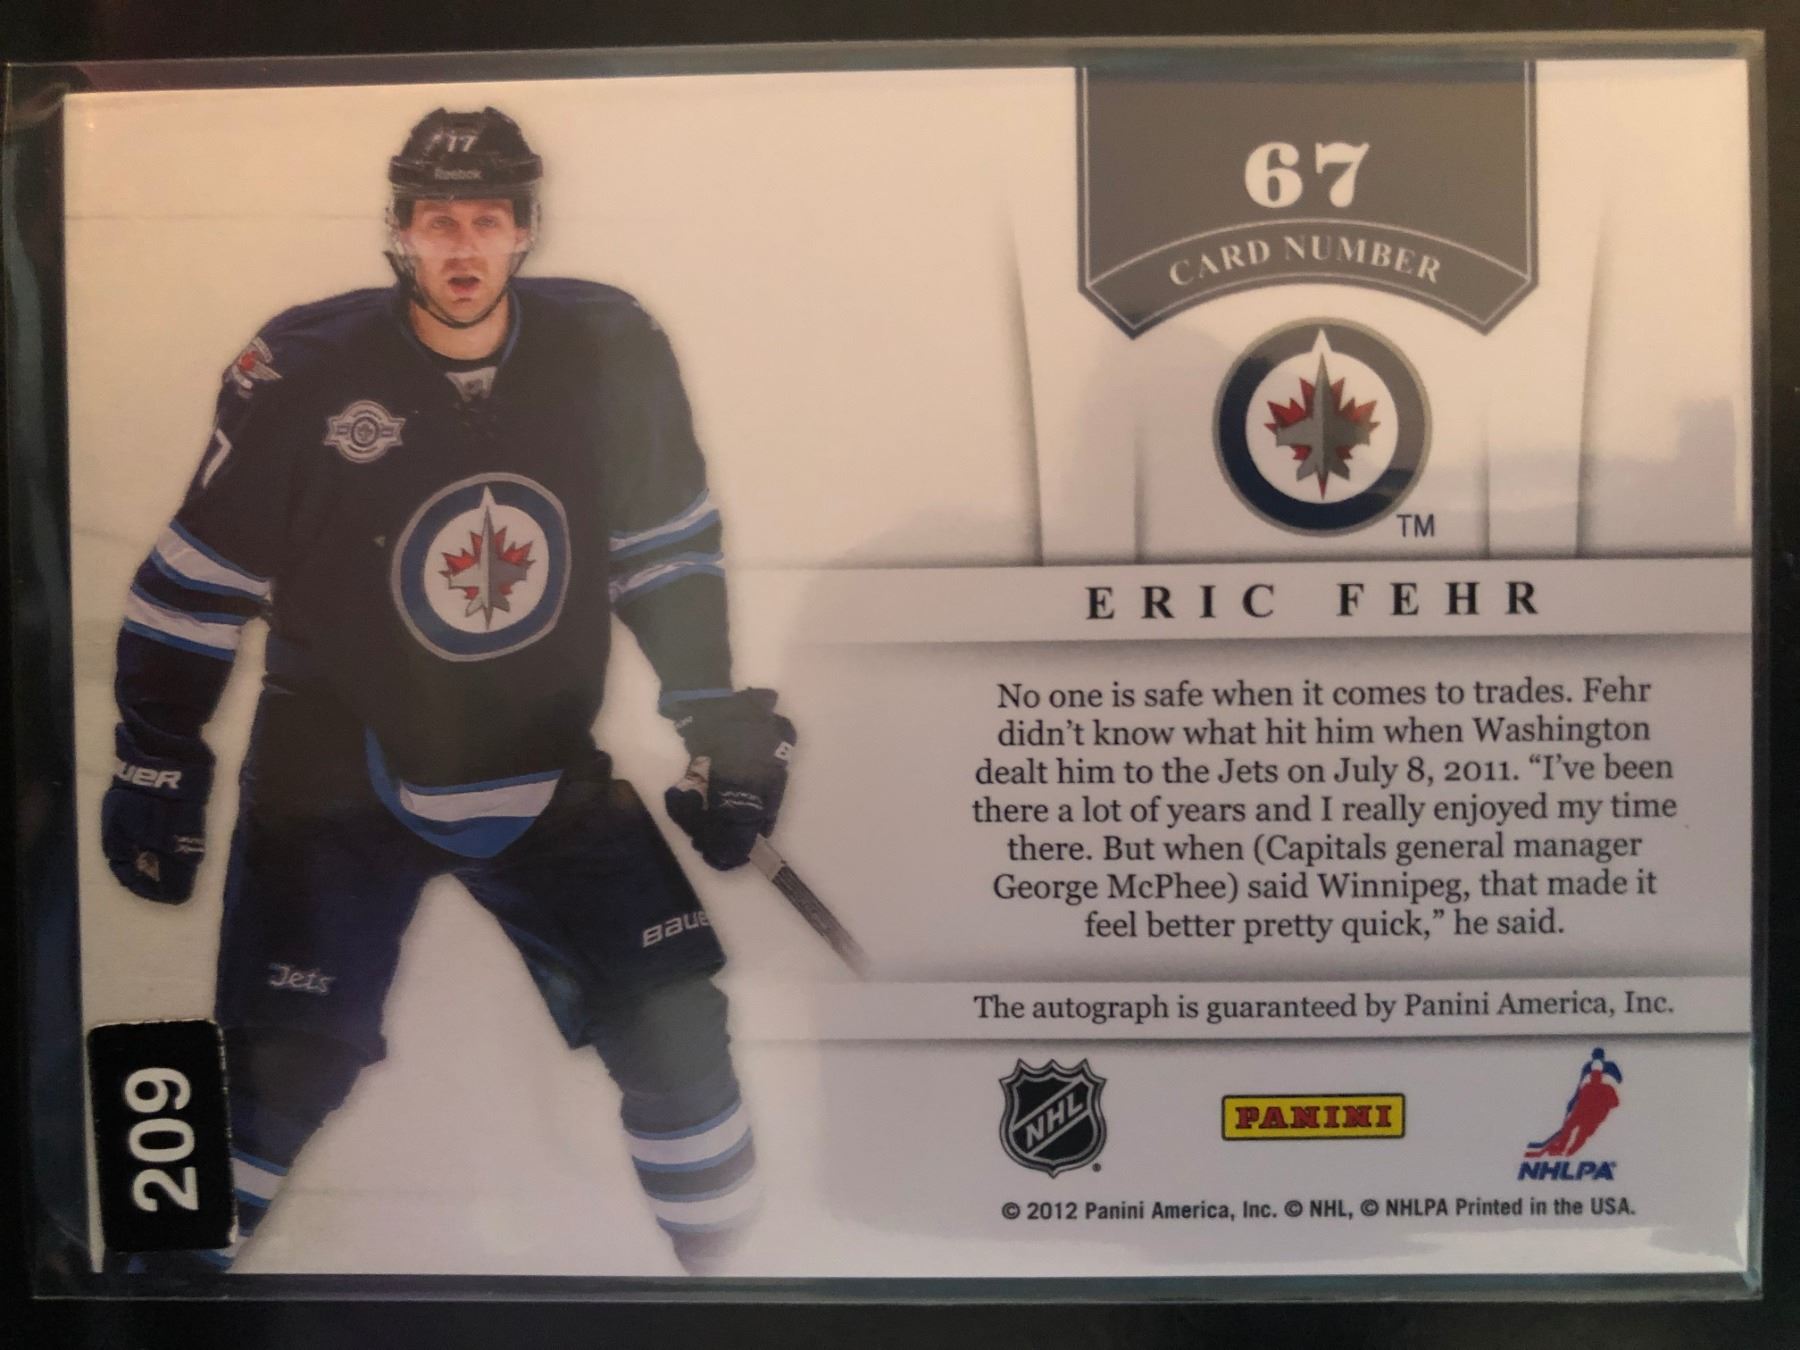 67
CARD NUMBER
TM
ERIC FEHR
No one is safe when it comes to trades. Fehr
didn't know what hit him when Washington
dealt him to the Jets on July 8, 2011. “I've been
there a lot of years and I really enjoyed my time
there. But when (Capitals general manager
George McPhee) said Winnipeg, that made it
feel better pretty quick,” he said.
The autograph is guaranteed by Panini America, Inc.
NHL
PANINI
NHLPA
© 2012 Panini America, Inc. © NHL, © NHLPA Printed in the USA.
17
Reebok
7
BAUER
Jets
209